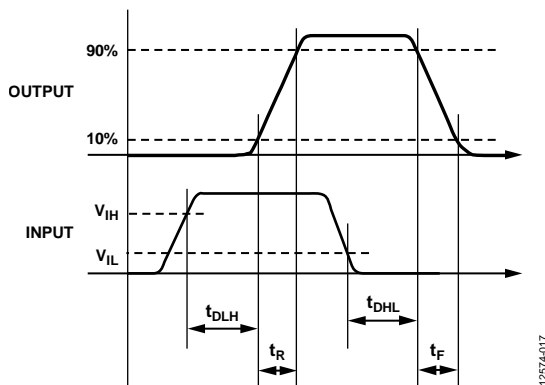 90%
OUTPUT
10%
VIH
INPUT
VIL
tDLH
tDHL
tR
tF
12574-017